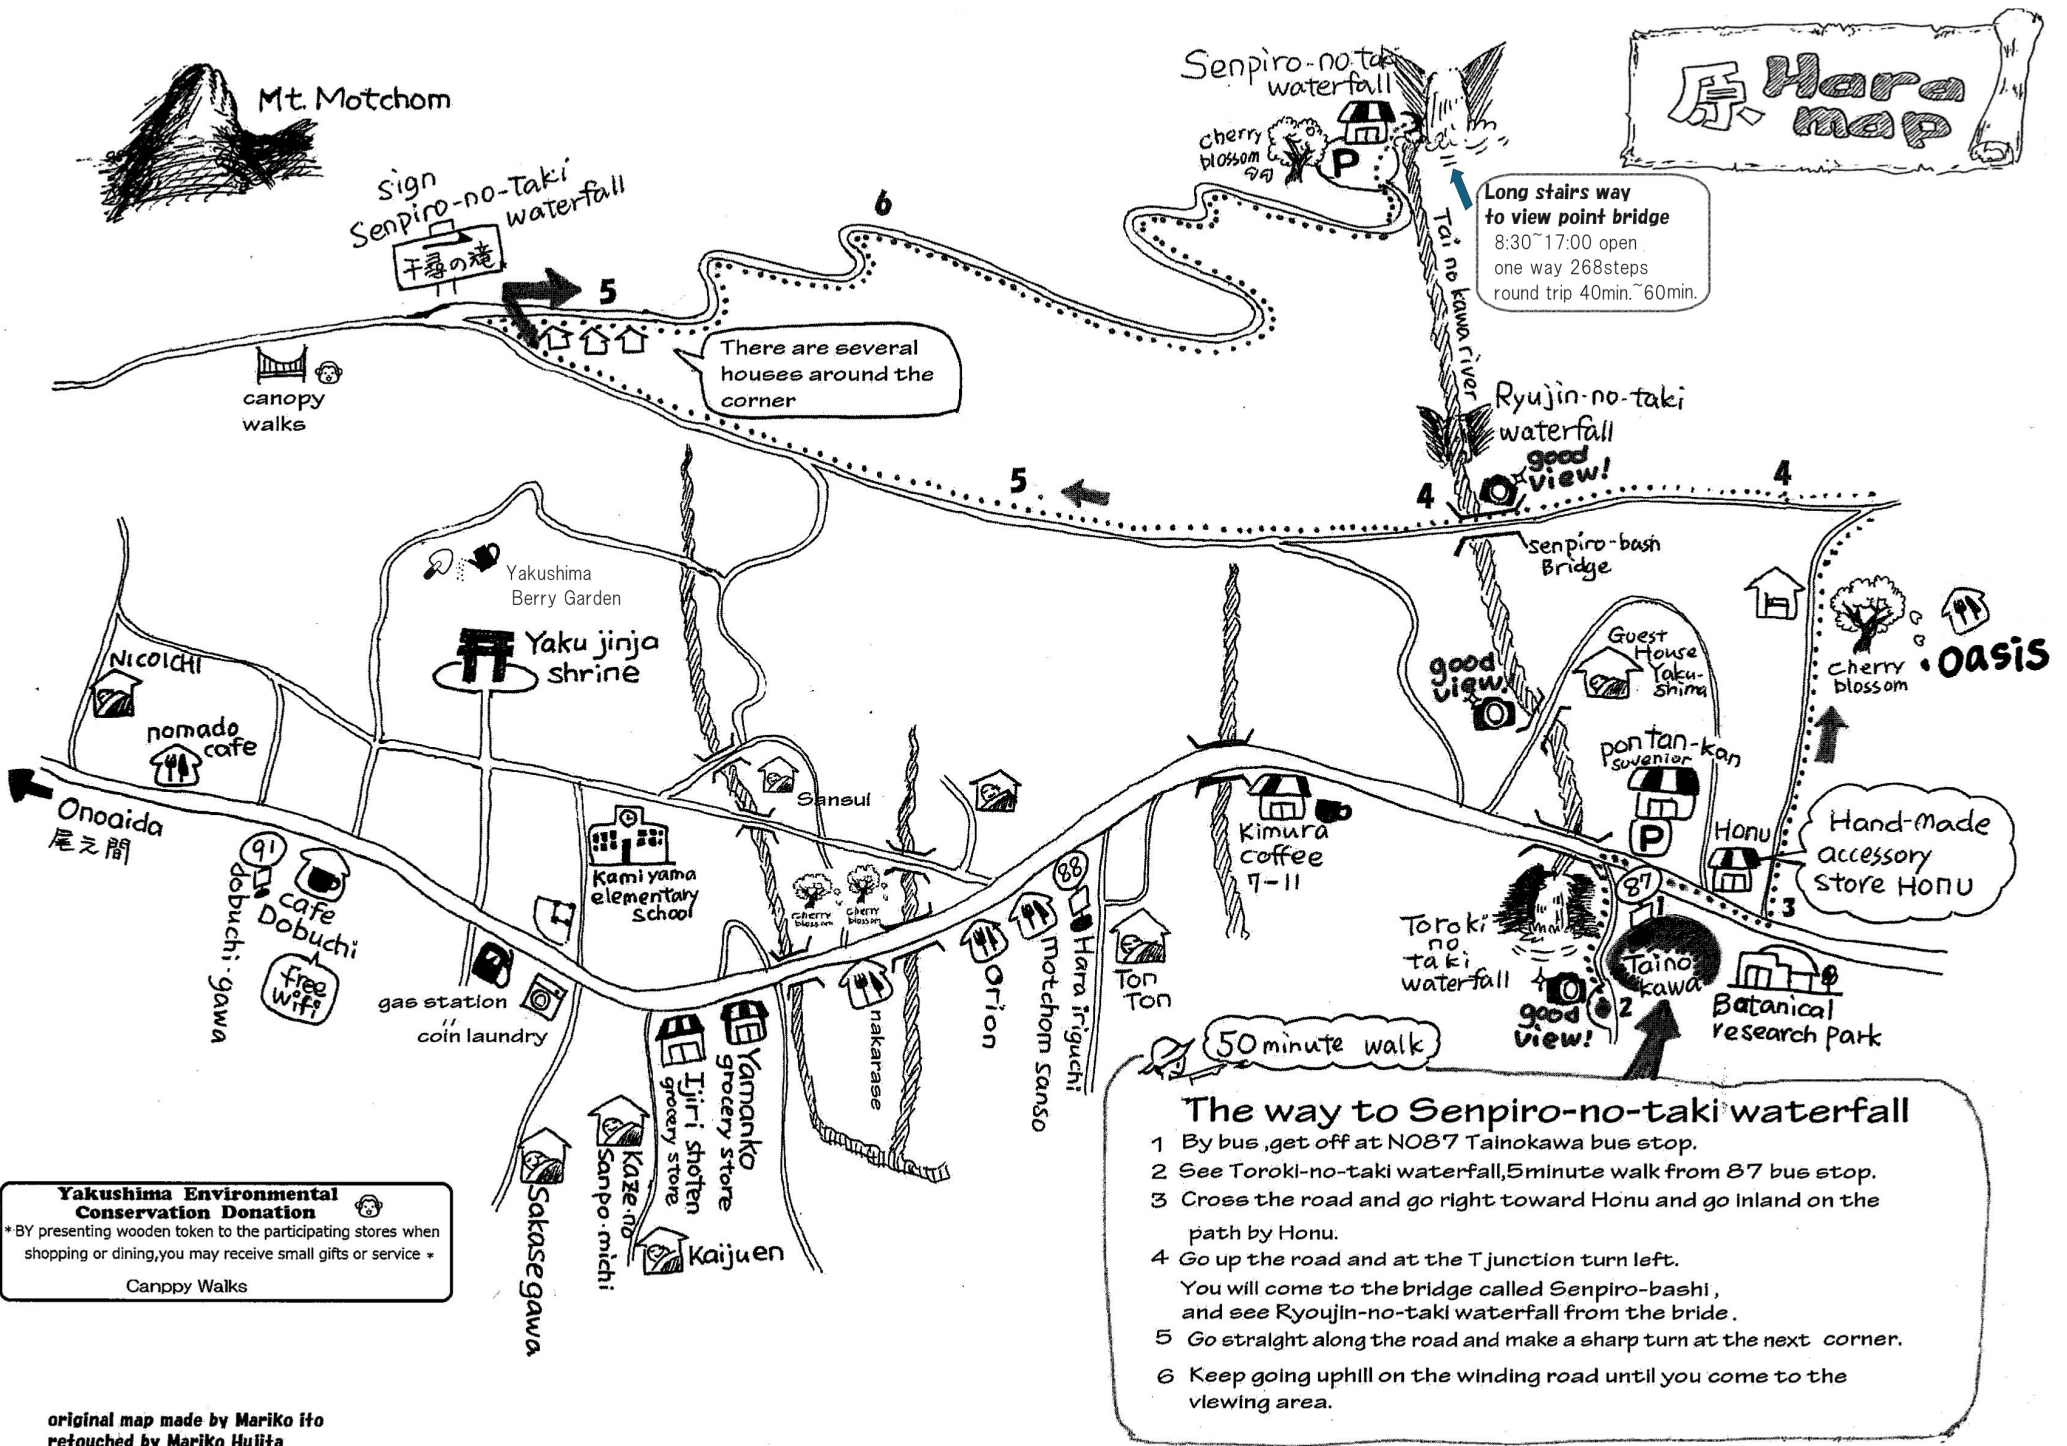 原 Hara
map
Mt. Motchom
sign
Senpiro-no-Taki
waterfall
千尋の滝
Senpiro-no-taki
waterfall
cherry
blossom
P
Long stairs way
to view point bridge
8:30~17:00 open
one way 268steps
round trip 40min.~60min.
Tai no kawa river
6
5
There are several
houses around the
corner
canopy
walks
Ryujin-no-taki
waterfall
good
view!
5
4
4
senpiro-bash
Bridge
Yakushima
Berry Garden
Yaku jinja
shrine
NICOICHI
nomado
cafe
Onoaida
尾之間
91
dobuchi-gawa
cafe
Dobuchi
free
wifi
gas station
coin laundry
Kamiyama
elementary
School
Sansui
cherry
blossom
cherry
blossom
good
view!
Guest
House
Yaku-
shima
cherry
blossom
oasis
pontan-kan
suvenior
P
Honu
Hand-made
accessory
store Honu
Kimura
coffee
7-11
88
Hara iriguchi
motchom sanso
orion
nakarase
Ton
Ton
Toroki
no
taki
waterfall
good
view!
87
1
2
3
Taino
kawa
Batanical
research park
Yamanko
grocery store
Ijiri shoten
grocery store
Kaze-no
Sanpo-michi
Kaijuen
Sakasegawa
50 minute walk
The way to Senpiro-no-taki waterfall
1 By bus ,get off at NO87 Tainokawa bus stop.
2 See Toroki-no-taki waterfall,5minute walk from 87 bus stop.
3 Cross the road and go right toward Honu and go inland on the
path by Honu.
4 Go up the road and at the T junction turn left.
You will come to the bridge called Senpiro-bashi ,
and see Ryoujin-no-taki waterfall from the bride .
5 Go straight along the road and make a sharp turn at the next corner.
6 Keep going uphill on the winding road until you come to the
viewing area.
Yakushima Environmental
Conservation Donation
*BY presenting wooden token to the participating stores when
shopping or dining,you may receive small gifts or service *
Canppy Walks
original map made by Mariko ito
retouched by Mariko Hujita